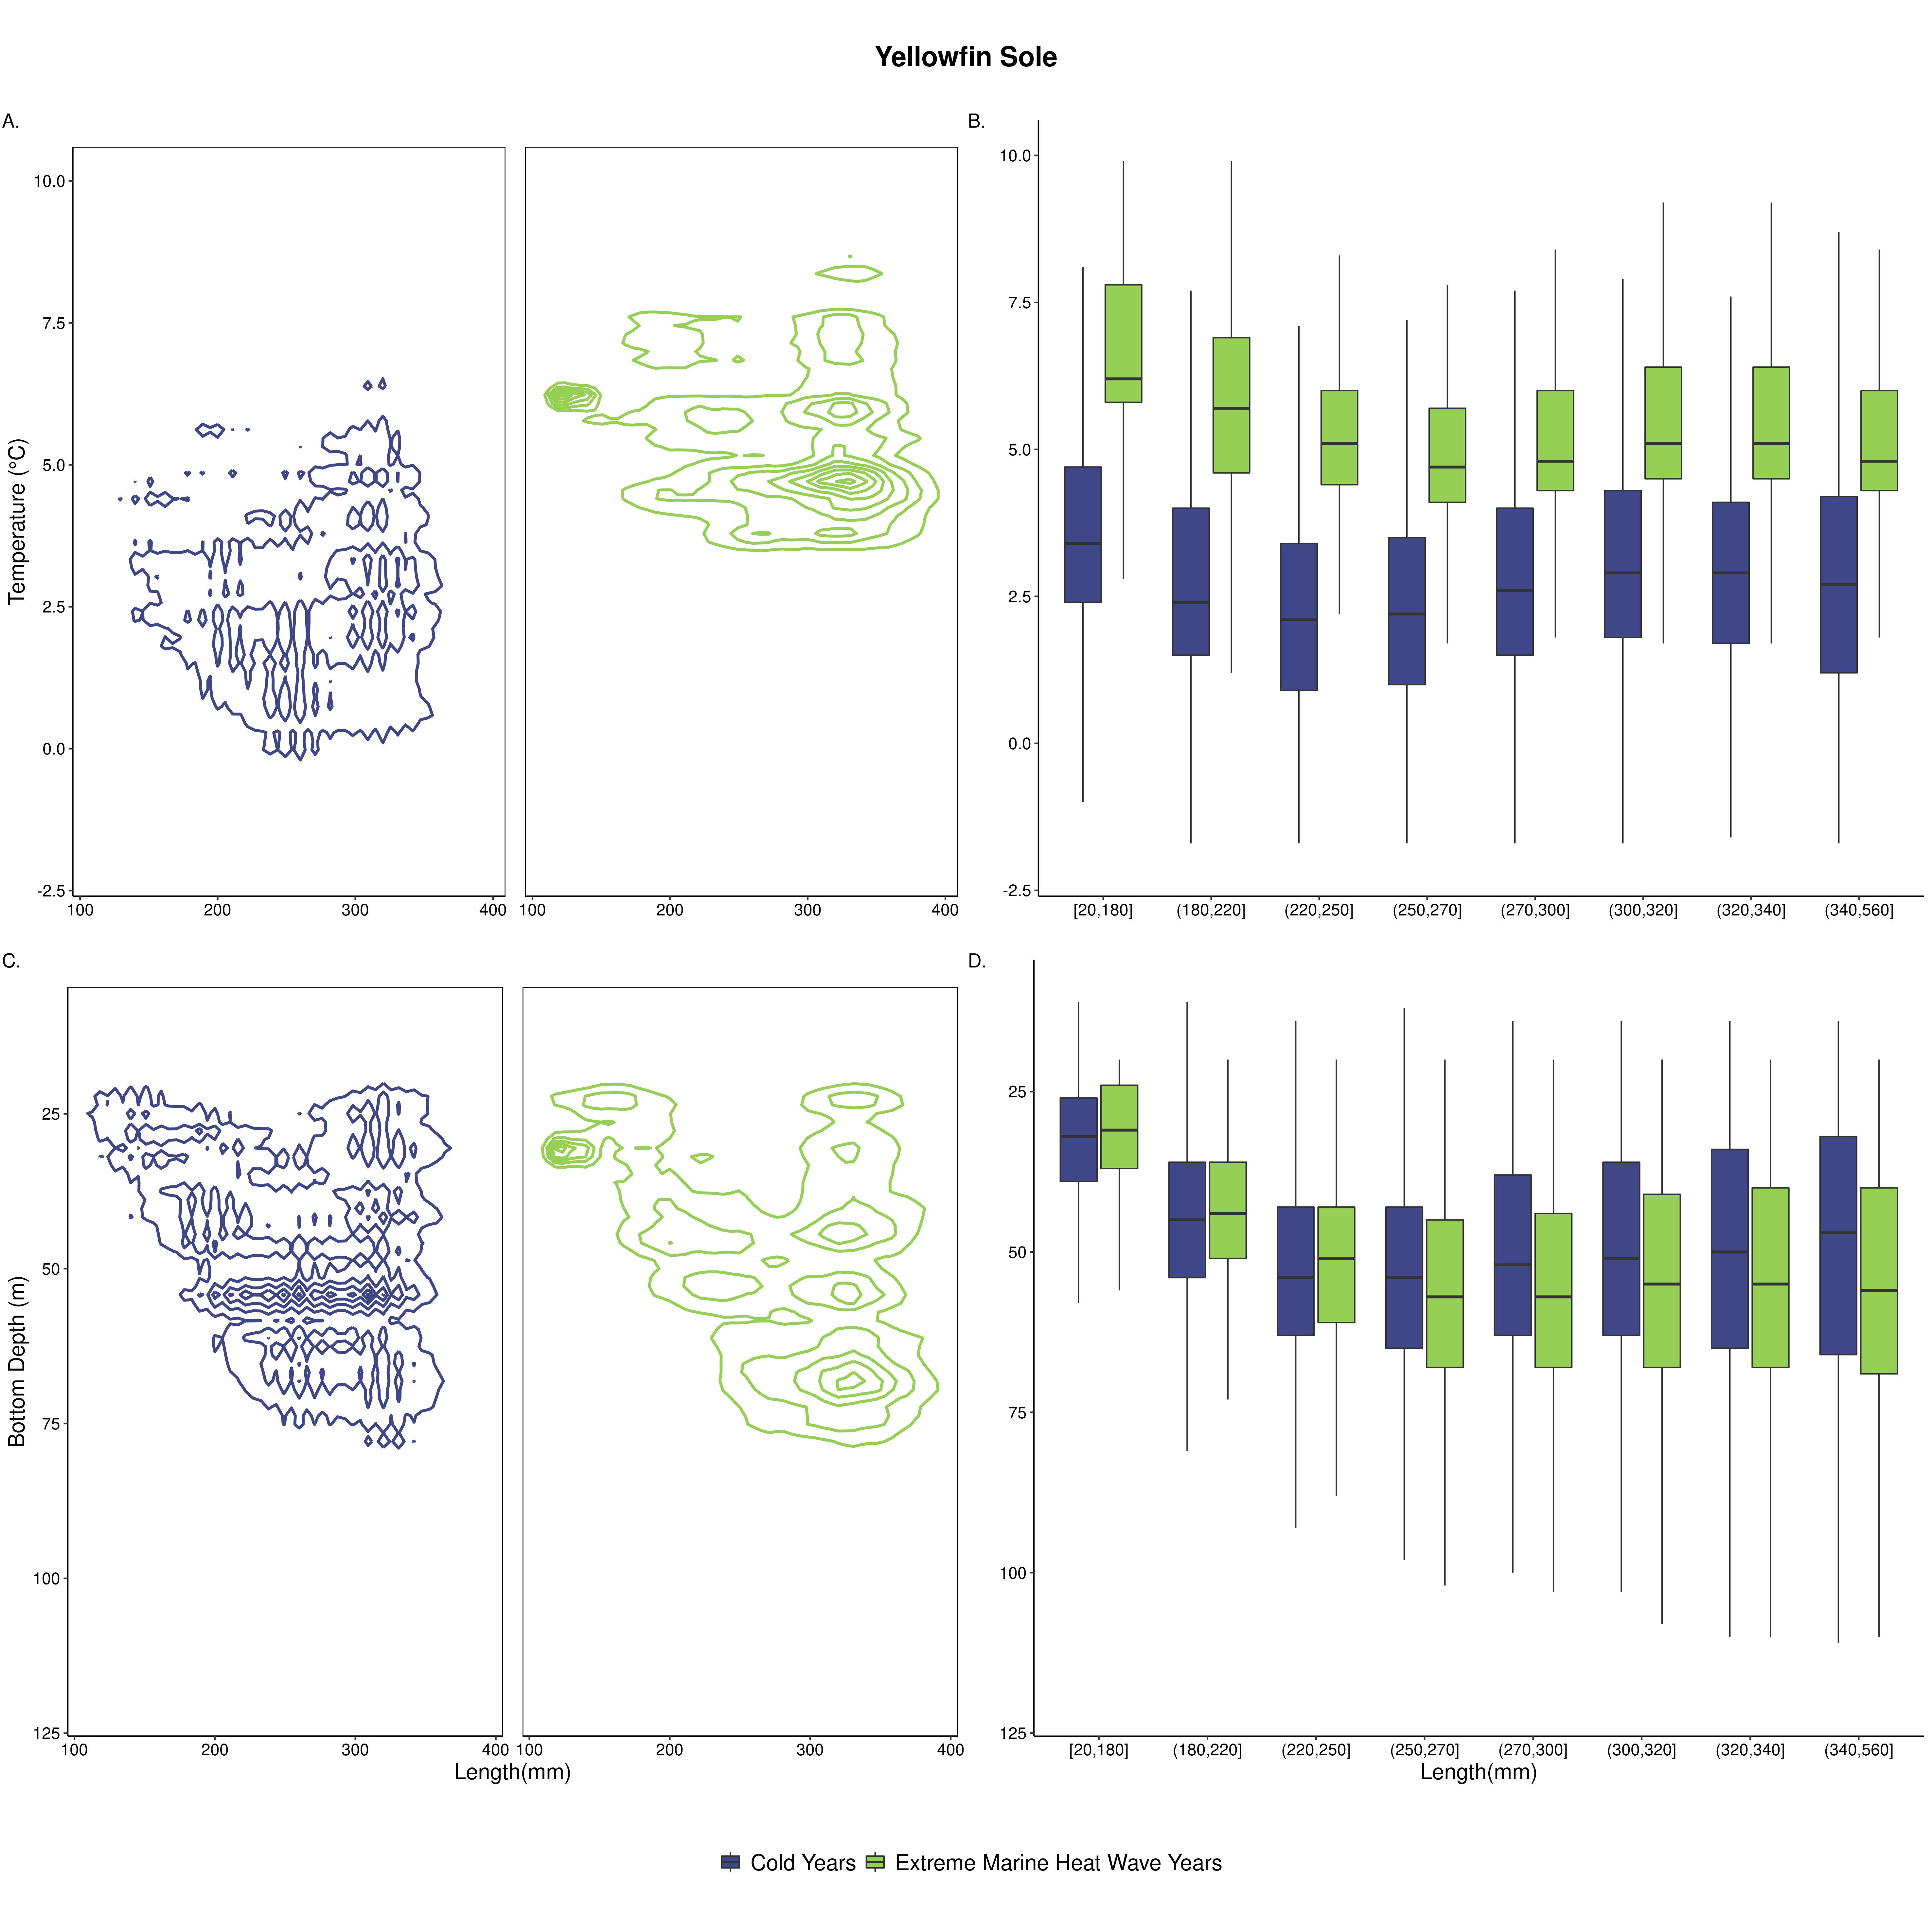 Yellowfin Sole
A.
B.
Temperature (°C)
10.0
7.5
5.0
2.5
0.0
-2.5
100 200 300 400 100 200 300 400
10.0
7.5
5.0
2.5
0.0
-2.5
[20,180] (180,220] (220,250] (250,270] (270,300] (300,320] (320,340] (340,560]
C.
D.
Bottom Depth (m)
25
50
75
100
125
100 200 300 400 100 200 300 400
Length(mm)
25
50
75
100
125
[20,180] (180,220] (220,250] (250,270] (270,300] (300,320] (320,340] (340,560]
Length(mm)
Cold Years Extreme Marine Heat Wave Years